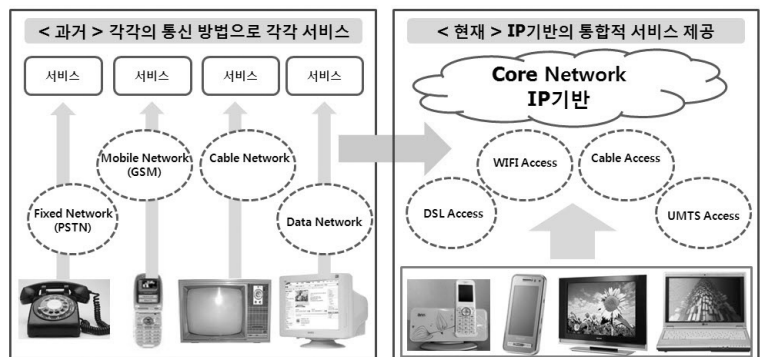 < 과거 > 각각의 통신 방법으로 각각 서비스
서비스
서비스
서비스
서비스
Mobile Network
(GSM)
Cable Network
Fixed Network
(PSTN)
Data Network
< 현재 > IP기반의 통합적 서비스 제공
Core Network
IP기반
WIFI Access
Cable Access
DSL Access
UMTS Access